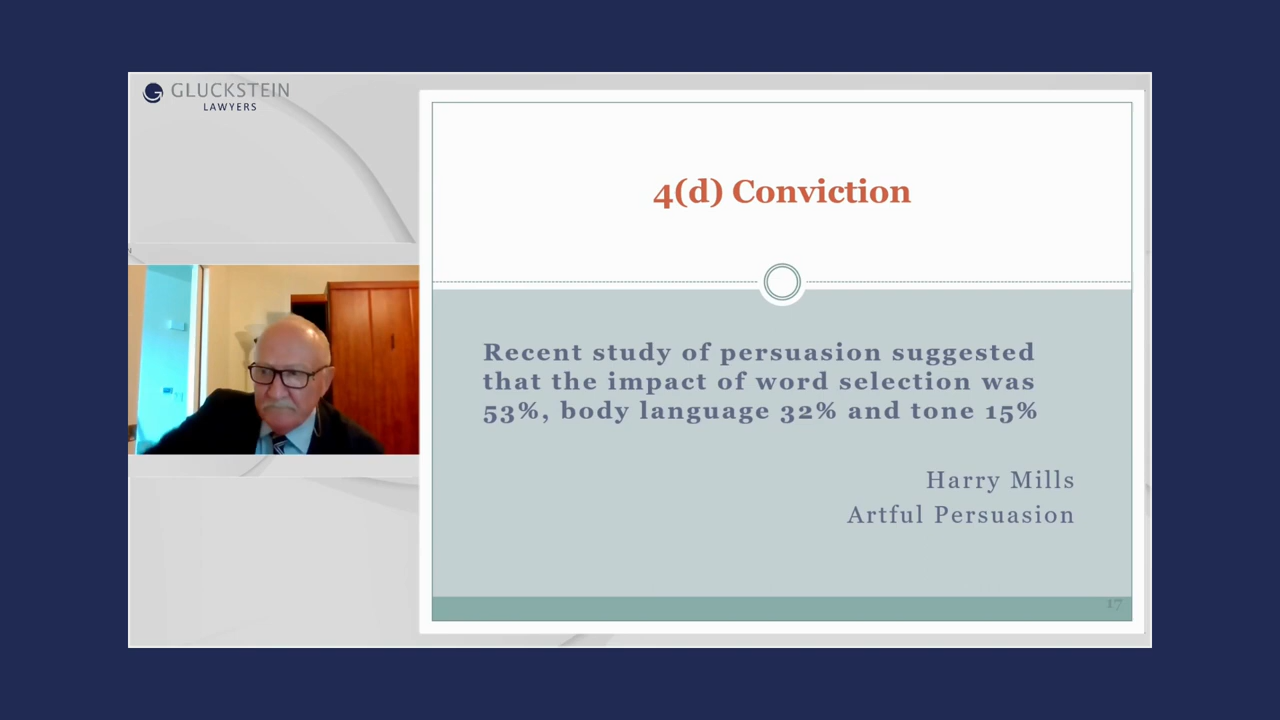 GLUCKSTEIN
LAWYERS
4(d) Conviction
Recent study of persuasion suggested
that the impact of word selection was
53%, body language 32% and tone 15%
Harry Mills
Artful Persuasion
17